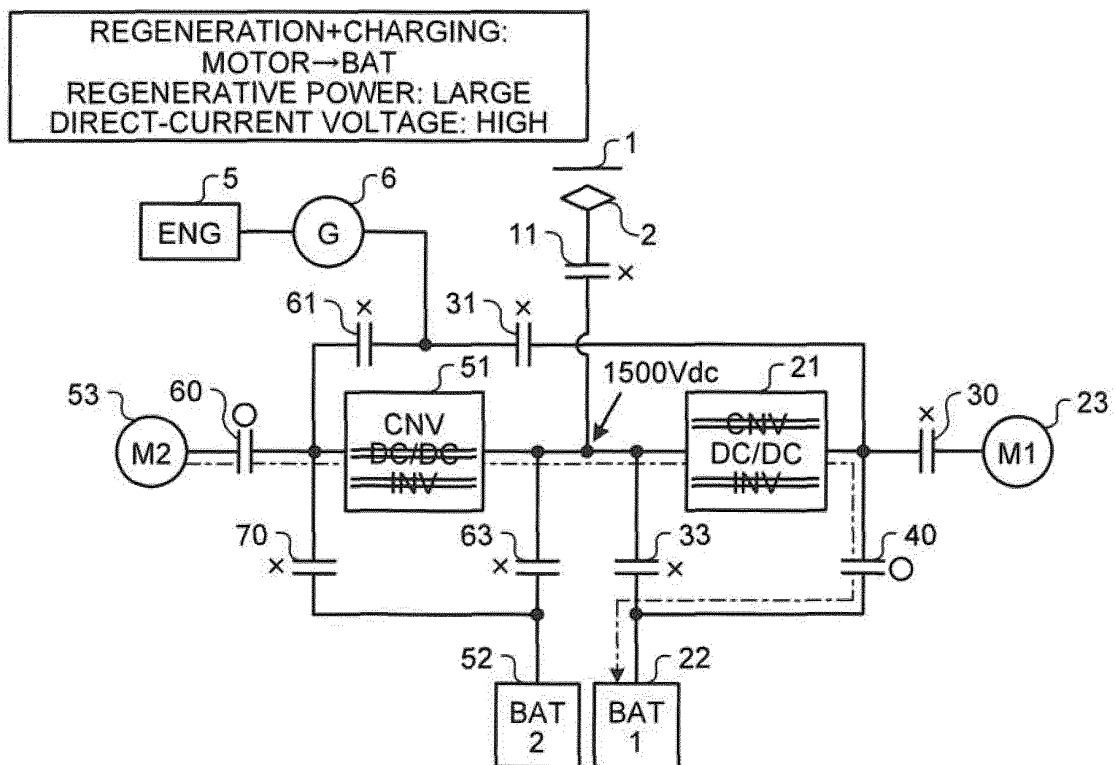 REGENERATION+CHARGING:
MOTOR→BAT
REGENERATIVE POWER: LARGE
DIRECT-CURRENT VOLTAGE: HIGH
1
5
6
ENG
G
2
11
×
61
×
31
×
51
1500Vdc
21
53
60
30
×
23
M2
CNV
DC/DC
INV
CNV
DC/DC
INV
M1
70
×
63
×
33
×
40
52
22
BAT
2
BAT
1